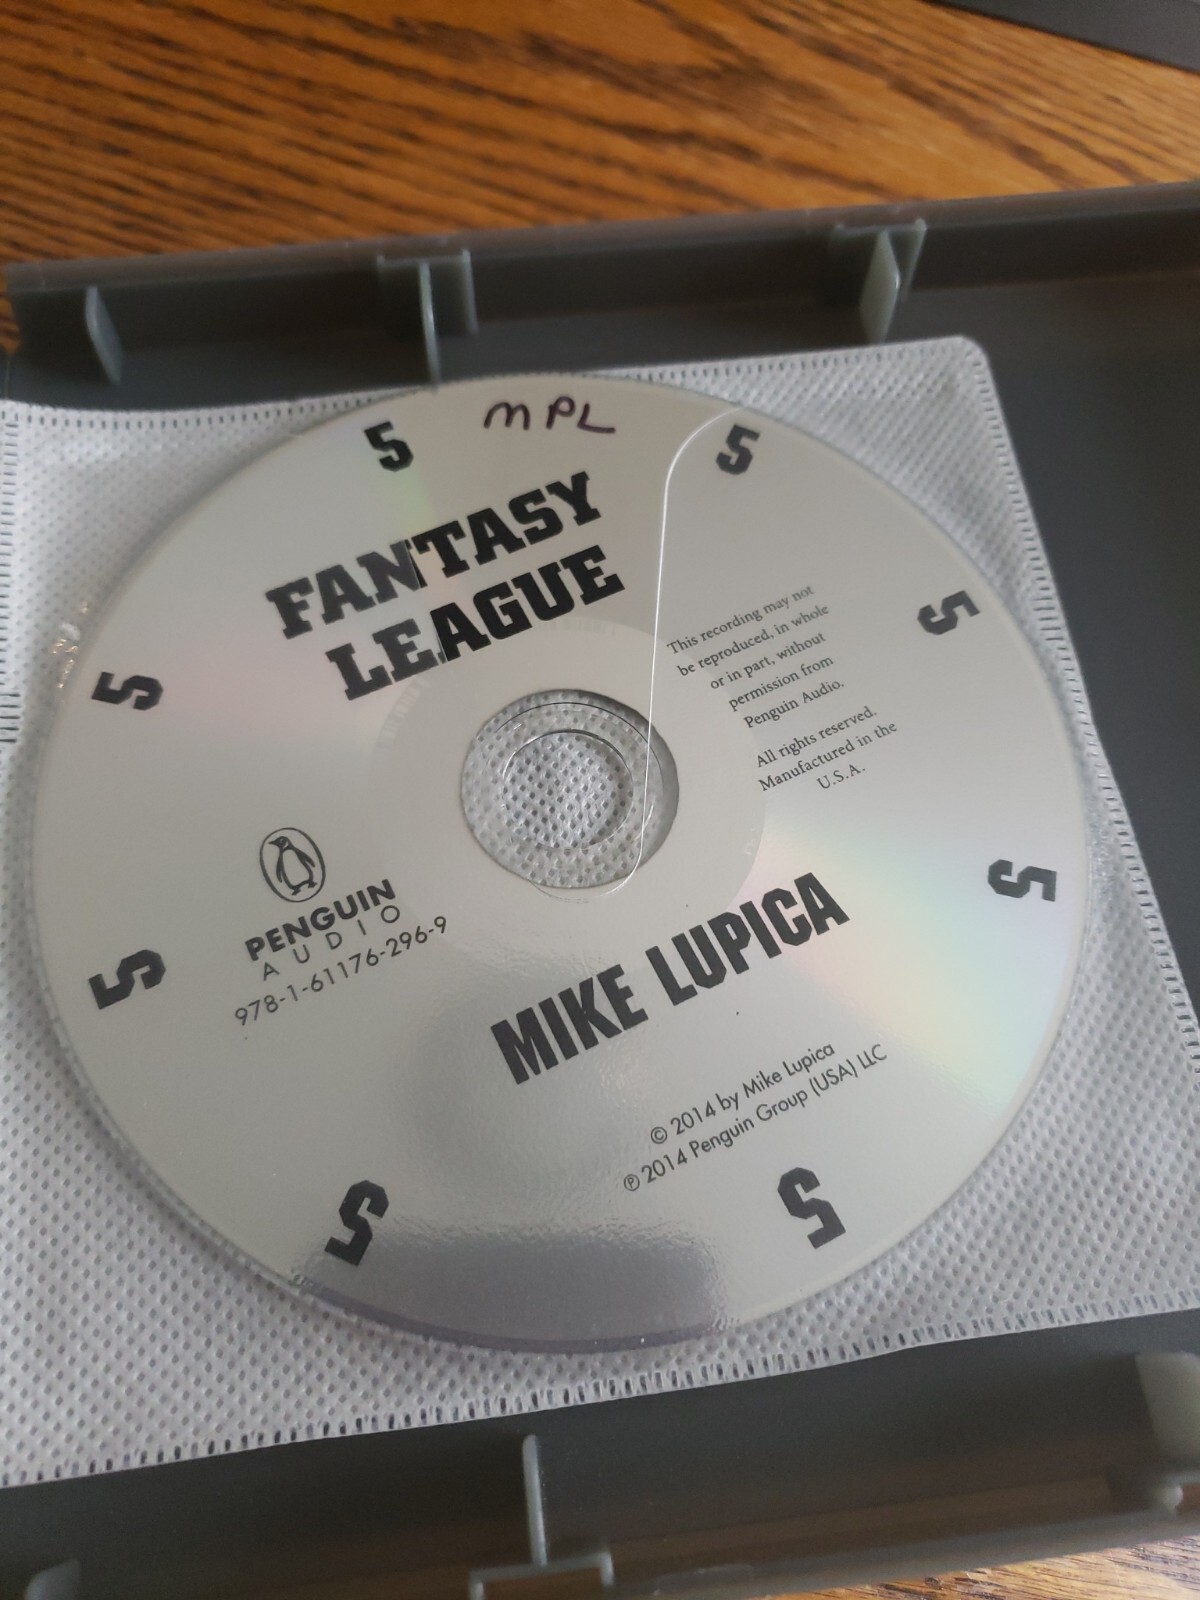 MPL
5
5
5
5
5
5
5
5
FANTASY
LEAGUE
This recording may not
be reproduced, in whole
or in part, without
permission from
Penguin Audio.
All rights reserved.
Manufactured in the
U.S.A.
PENGUIN
AUDIO
978-1-61176-296-9
MIKE LUPICA
© 2014 by Mike Lupica
℗ 2014 Penguin Group (USA) LLC